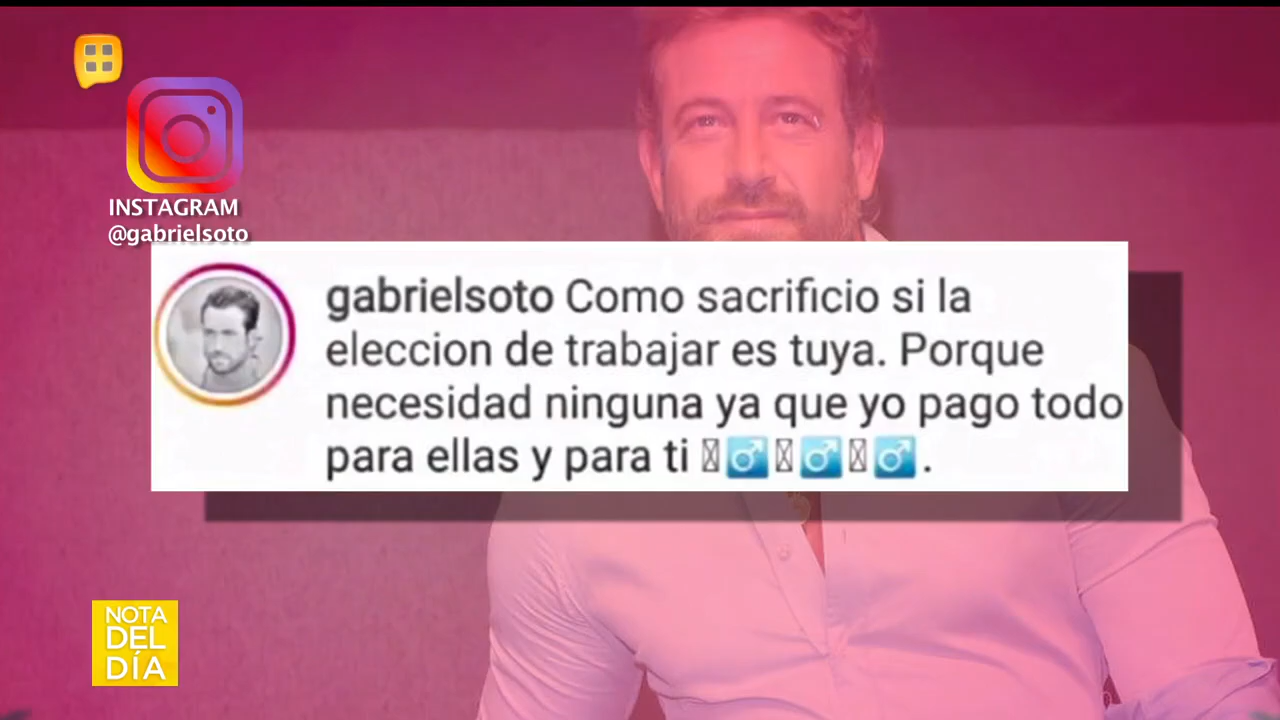 INSTAGRAM
@gabrielsoto
gabrielsoto Como sacrificio si la
eleccion de trabajar es tuya. Porque
necesidad ninguna ya que yo pago todo
para ellas y para ti ♂️♂️♂️.
NOTA
DEL
DÍA